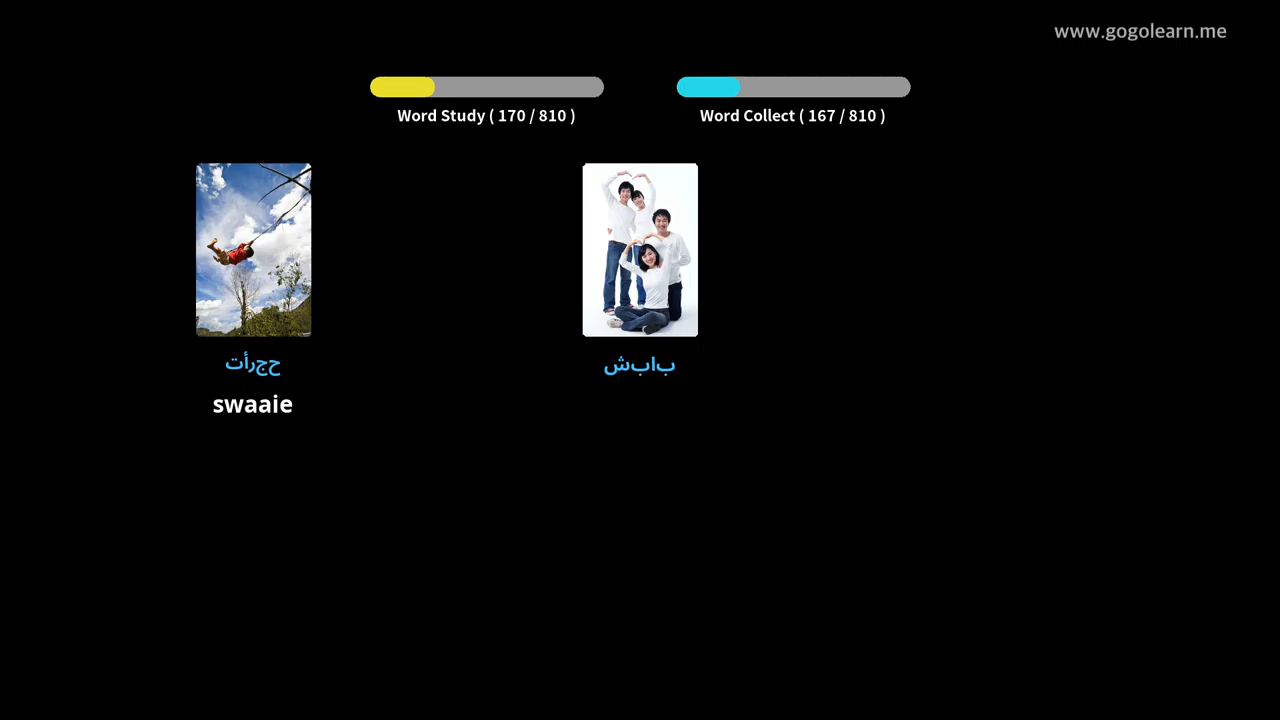 www.gogolearn.me
Word Study ( 170 / 810 )
Word Collect ( 167 / 810 )
حجرأت
بابش
swaaie